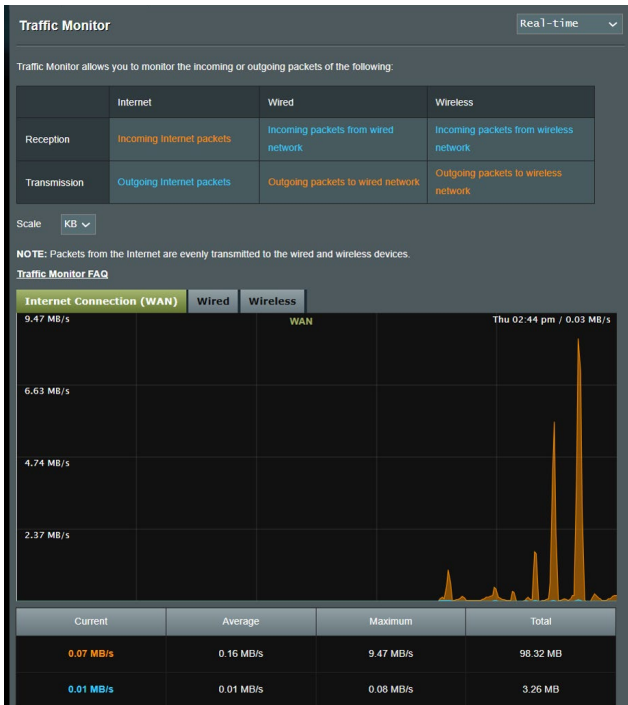 Traffic Monitor
Real-time
Traffic Monitor allows you to monitor the incoming or outgoing packets of the following:
Internet Wired Wireless
Reception Incoming Internet packets Incoming packets from wired network Incoming packets from wireless network
Transmission Outgoing Internet packets Outgoing packets to wired network Outgoing packets to wireless network
Scale KB
NOTE: Packets from the Internet are evenly transmitted to the wired and wireless devices.
Traffic Monitor FAQ
Internet Connection (WAN) Wired Wireless
9.47 MB/s WAN Thu 02:44 pm / 0.03 MB/s
6.63 MB/s
4.74 MB/s
2.37 MB/s
Current Average Maximum Total
0.07 MB/s 0.16 MB/s 9.47 MB/s 98.32 MB
0.01 MB/s 0.01 MB/s 0.08 MB/s 3.26 MB